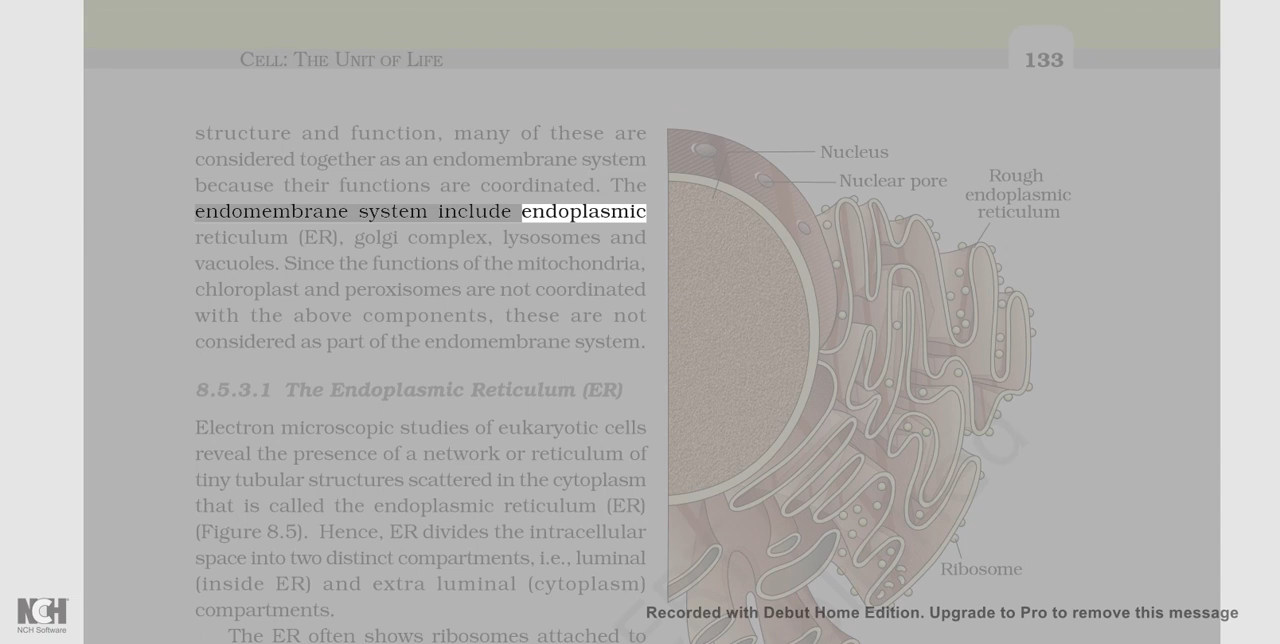 CELL: THE UNIT OF LIFE
133
structure and function, many of these are
considered together as an endomembrane system
because their functions are coordinated. The
endomembrane system include endoplasmic
reticulum (ER), golgi complex, lysosomes and
vacuoles. Since the functions of the mitochondria,
chloroplast and peroxisomes are not coordinated
with the above components, these are not
considered as part of the endomembrane system.
8.5.3.1 The Endoplasmic Reticulum (ER)
Electron microscopic studies of eukaryotic cells
reveal the presence of a network or reticulum of
tiny tubular structures scattered in the cytoplasm
that is called the endoplasmic reticulum (ER)
(Figure 8.5). Hence, ER divides the intracellular
space into two distinct compartments, i.e., luminal
(inside ER) and extra luminal (cytoplasm)
compartments.
The ER often shows ribosomes attached to
Nucleus
Nuclear pore
Rough
endoplasmic
reticulum
Ribosome
NCH
NCH Software
Recorded with Debut Home Edition. Upgrade to Pro to remove this message